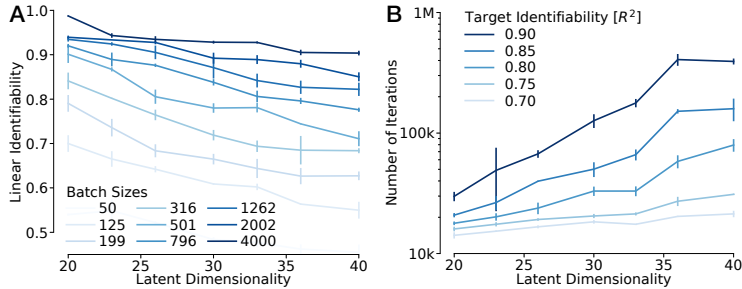 A
1.0
0.9
0.8
0.7
0.6
0.5
Linear Identifiability
Batch Sizes
50 316 1262
125 501 2002
199 796 4000
20 25 30 35 40
Latent Dimensionality
B
1M
100k
10k
Number of Iterations
Target Identifiability [R²]
0.90
0.85
0.80
0.75
0.70
20 25 30 35 40
Latent Dimensionality